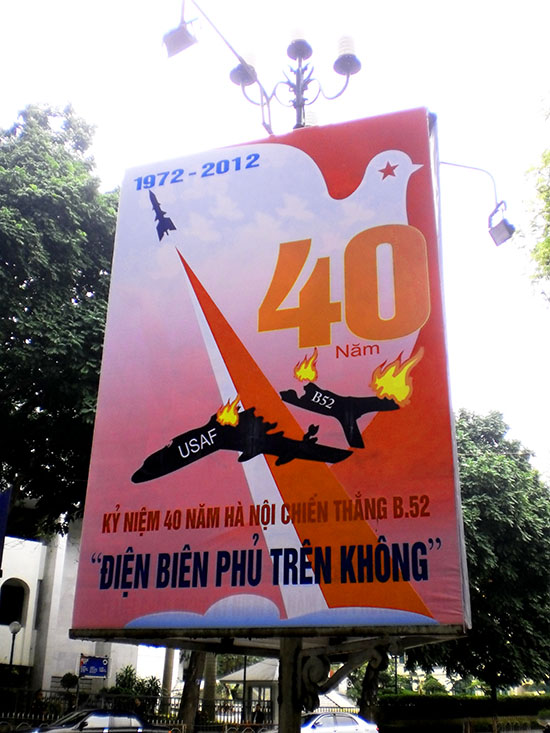 1972 - 2012
40
Năm
B52
USAF
KỶ NIỆM 40 NĂM HÀ NỘI CHIẾN THẮNG B.52
"ĐIỆN BIÊN PHỦ TRÊN KHÔNG"